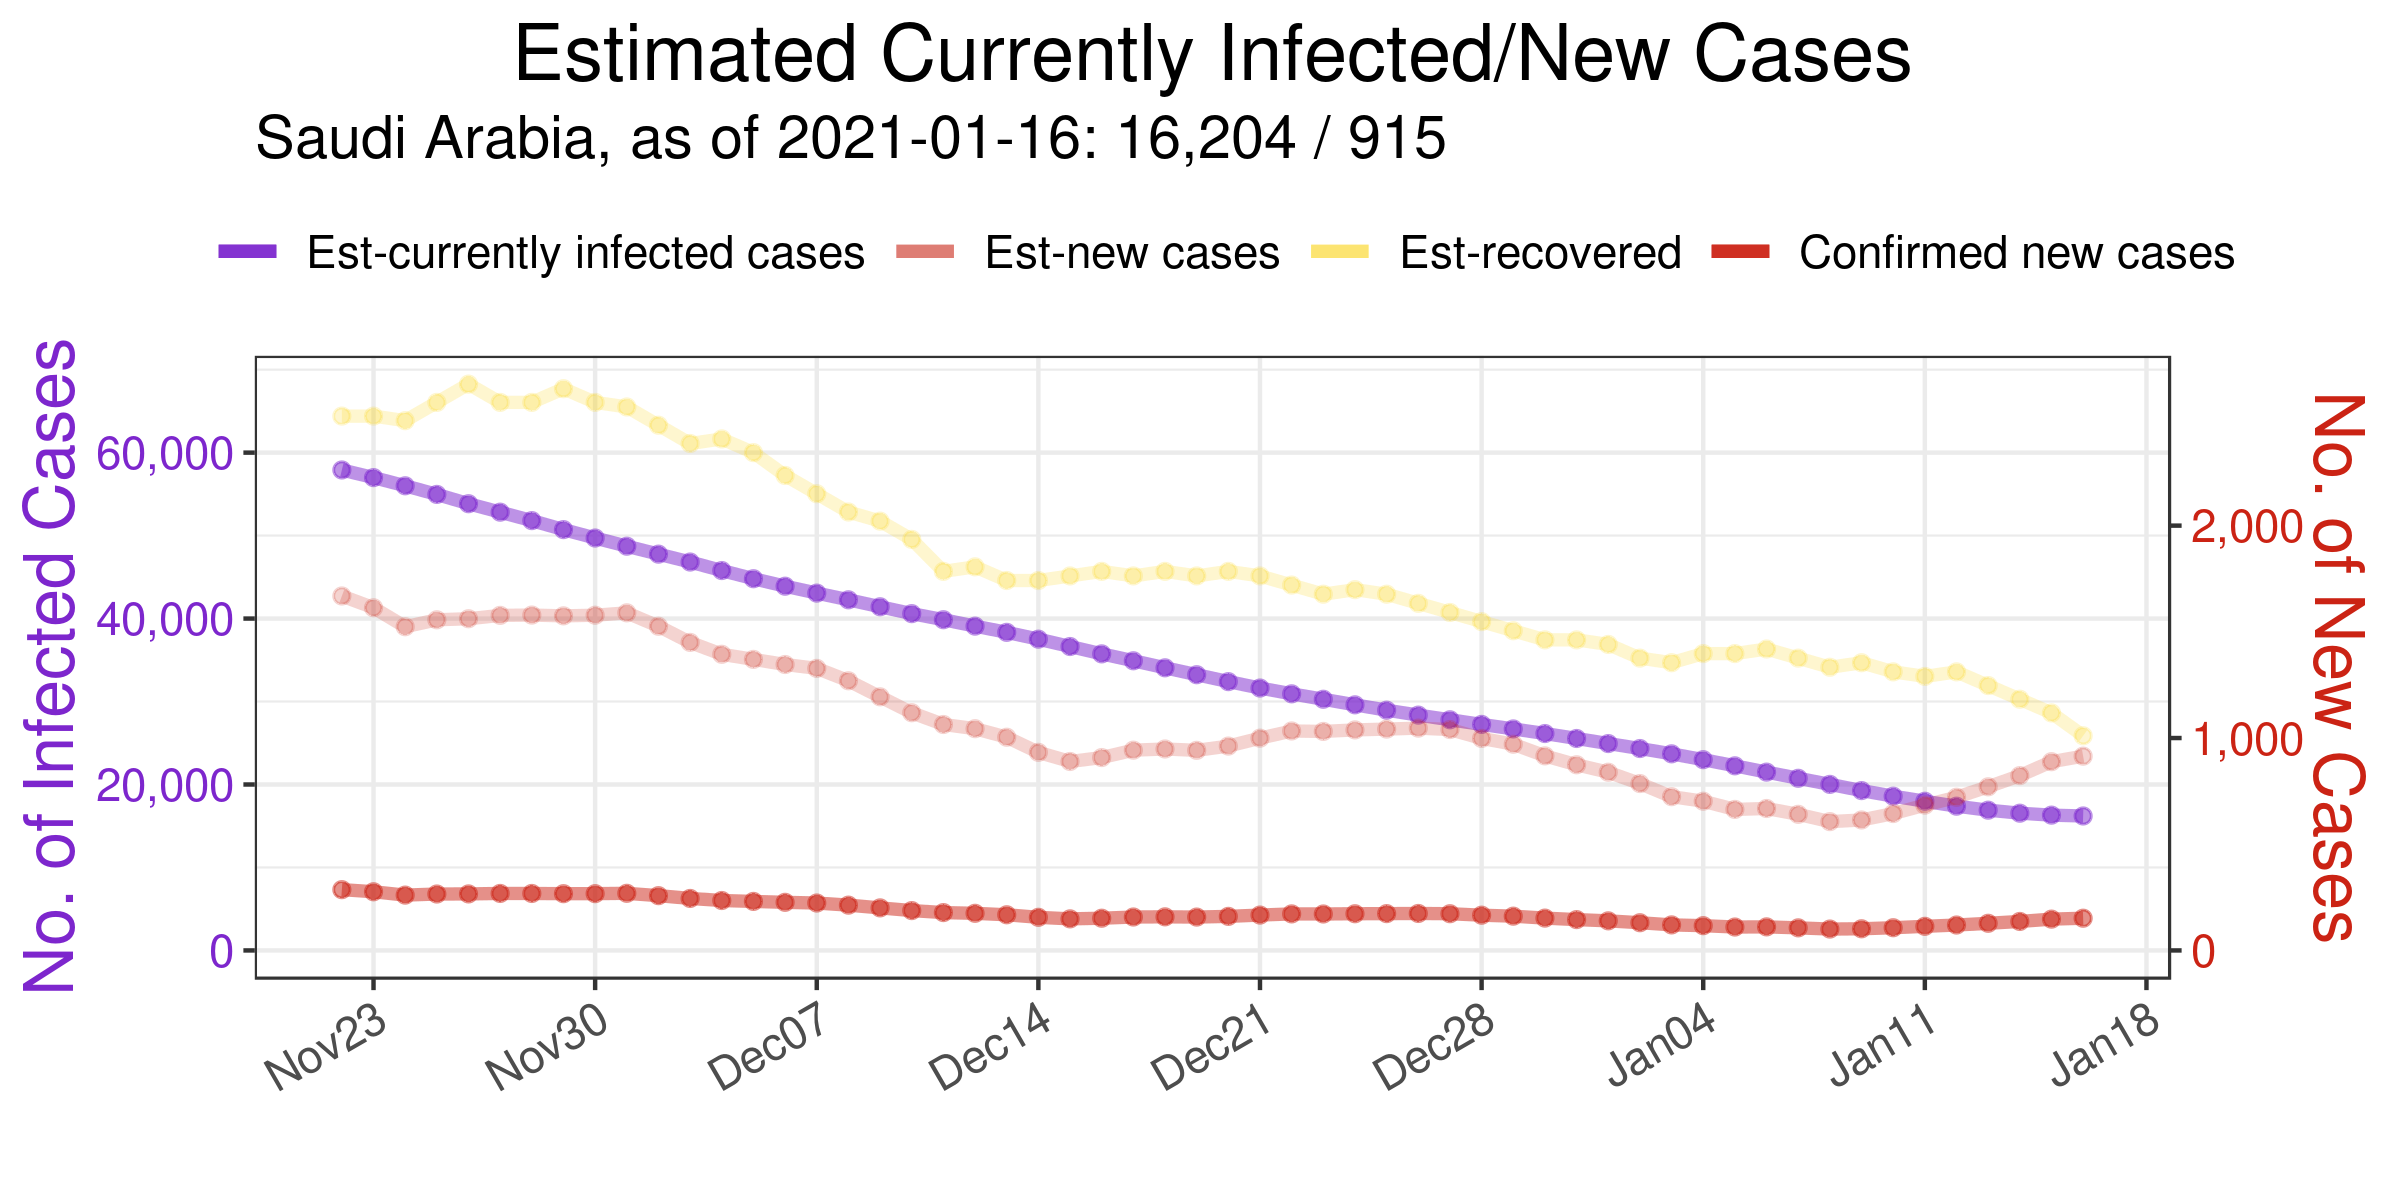 Estimated Currently Infected/New Cases
Saudi Arabia, as of 2021-01-16: 16,204 / 915
Est-currently infected cases Est-new cases Est-recovered Confirmed new cases
No. of Infected Cases
60,000
40,000
20,000
0
2,000
1,000
0
No. of New Cases
Nov23 Nov30 Dec07 Dec14 Dec21 Dec28 Jan04 Jan11 Jan18